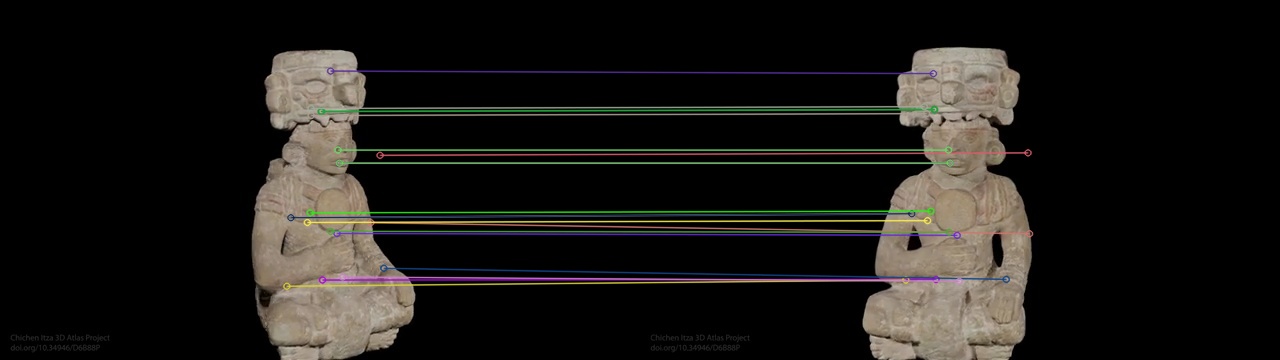 Chichen Itza 3D Atlas Project
doi.org/10.34946/D6B88P
Chichen Itza 3D Atlas Project
doi.org/10.34946/D6B88P